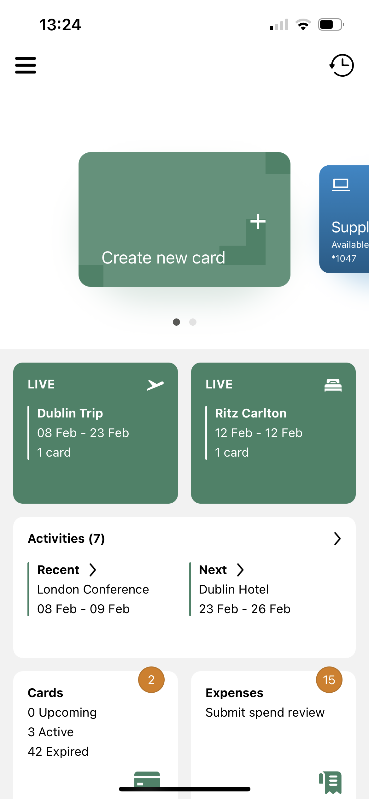 13:24
Create new card
Suppl
Available
*1047
LIVE
Dublin Trip
08 Feb - 23 Feb
1 card
LIVE
Ritz Carlton
12 Feb - 12 Feb
1 card
Activities (7)
Recent
London Conference
08 Feb - 09 Feb
Next
Dublin Hotel
23 Feb - 26 Feb
2
Cards
0 Upcoming
3 Active
42 Expired
15
Expenses
Submit spend review